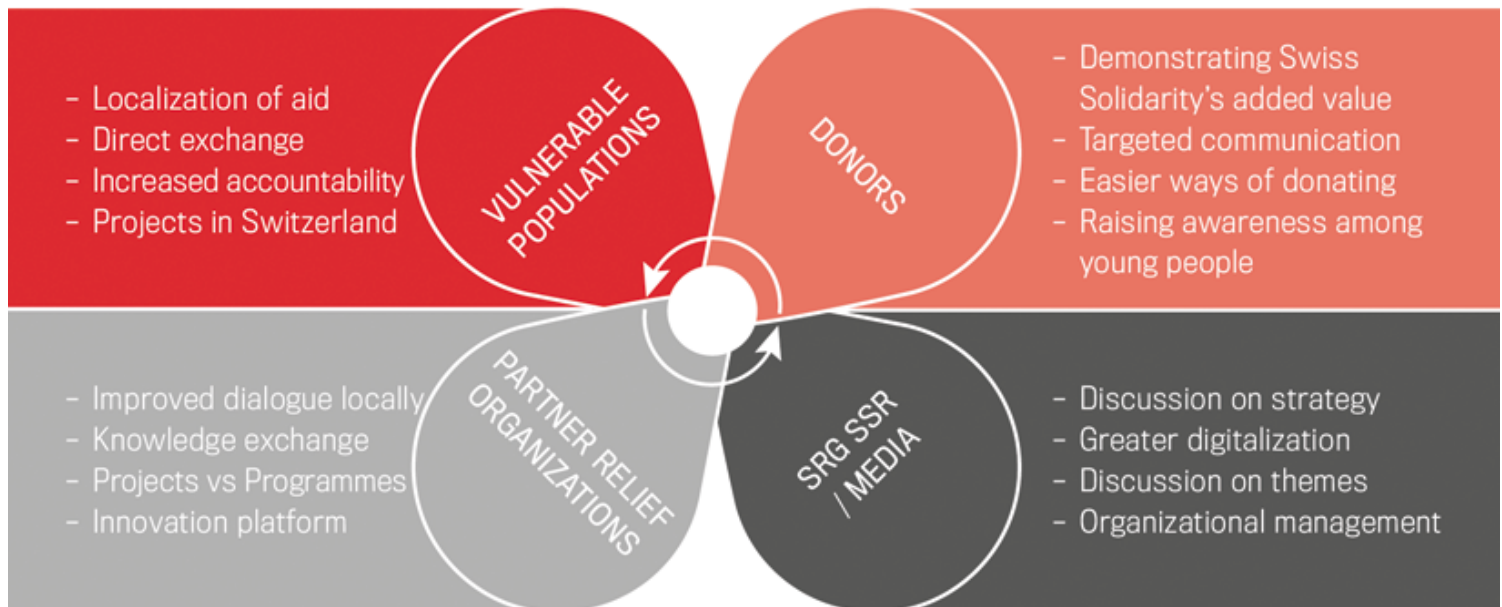 – Localization of aid
– Direct exchange
– Increased accountability
– Projects in Switzerland
VULNERABLE
POPULATIONS
DONORS
– Demonstrating Swiss
Solidarity's added value
– Targeted communication
– Easier ways of donating
– Raising awareness among
young people
– Improved dialogue locally
– Knowledge exchange
– Projects vs Programmes
– Innovation platform
PARTNER RELIEF
ORGANIZATIONS
SRG SSR
/ MEDIA
– Discussion on strategy
– Greater digitalization
– Discussion on themes
– Organizational management